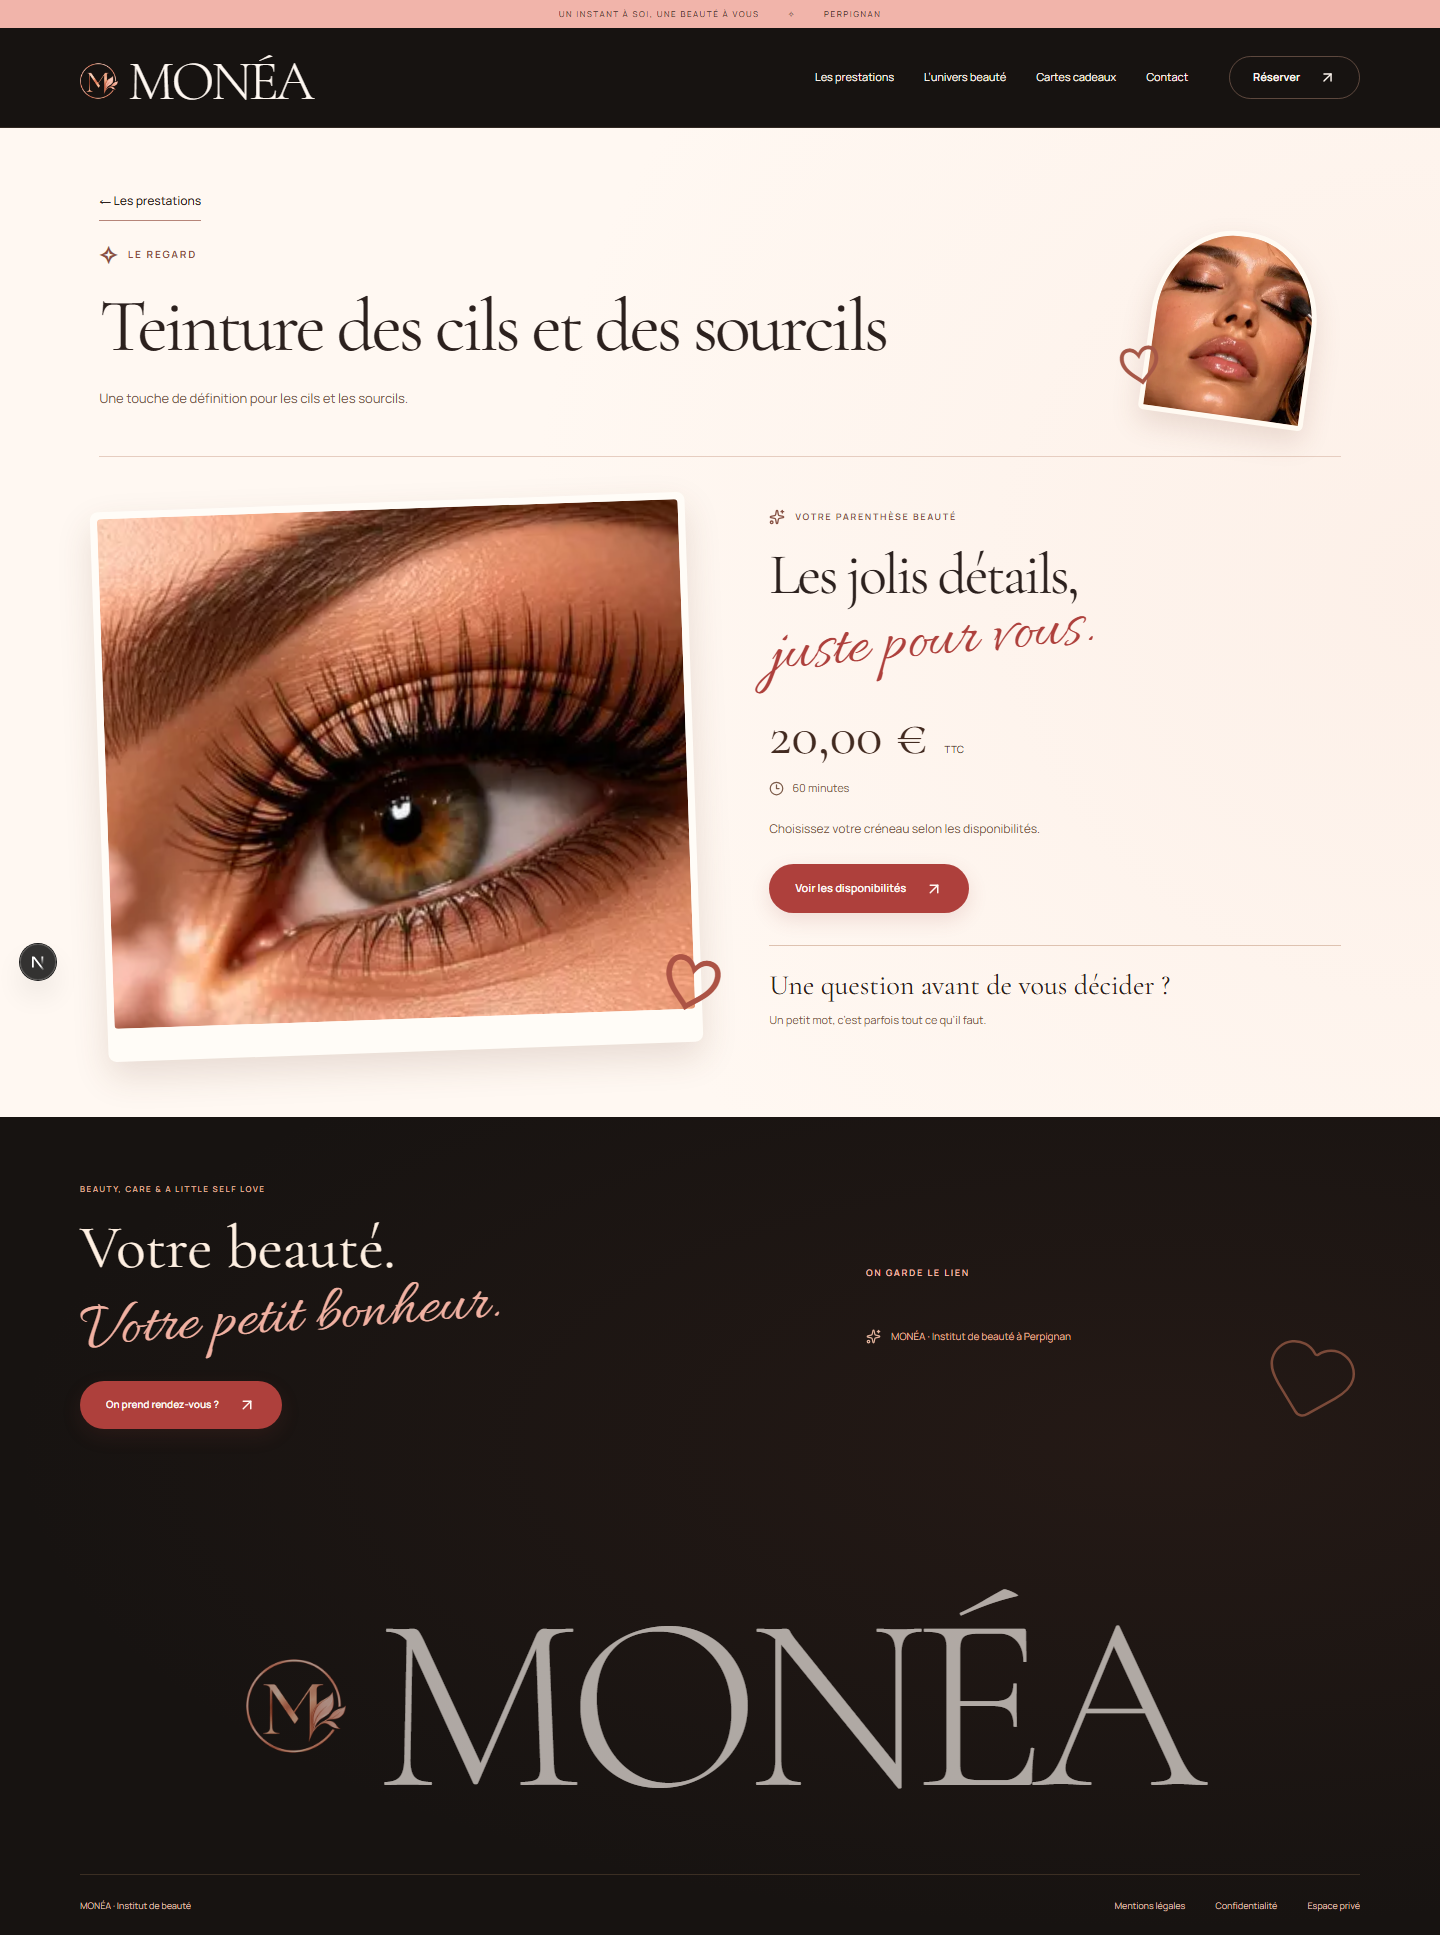 UN INSTANT À SOI, UNE BEAUTÉ À VOUS ✧ PERPIGNAN
M MONÉA
Les prestations L'univers beauté Cartes cadeaux Contact Réserver
← Les prestations
LE REGARD
Teinture des cils et des sourcils
Une touche de définition pour les cils et les sourcils.
VOTRE PARENTHÈSE BEAUTÉ
Les jolis détails,
juste pour vous.
20,00 € TTC
60 minutes
Choisissez votre créneau selon les disponibilités.
Voir les disponibilités
N
Une question avant de vous décider ?
Un petit mot, c'est parfois tout ce qu'il faut.
BEAUTY, CARE & A LITTLE SELF LOVE
Votre beauté.
Votre petit bonheur.
On prend rendez-vous ?
ON GARDE LE LIEN
MONÉA · Institut de beauté à Perpignan
M MONÉA
MONÉA · Institut de beauté
Mentions légales Confidentialité Espace privé